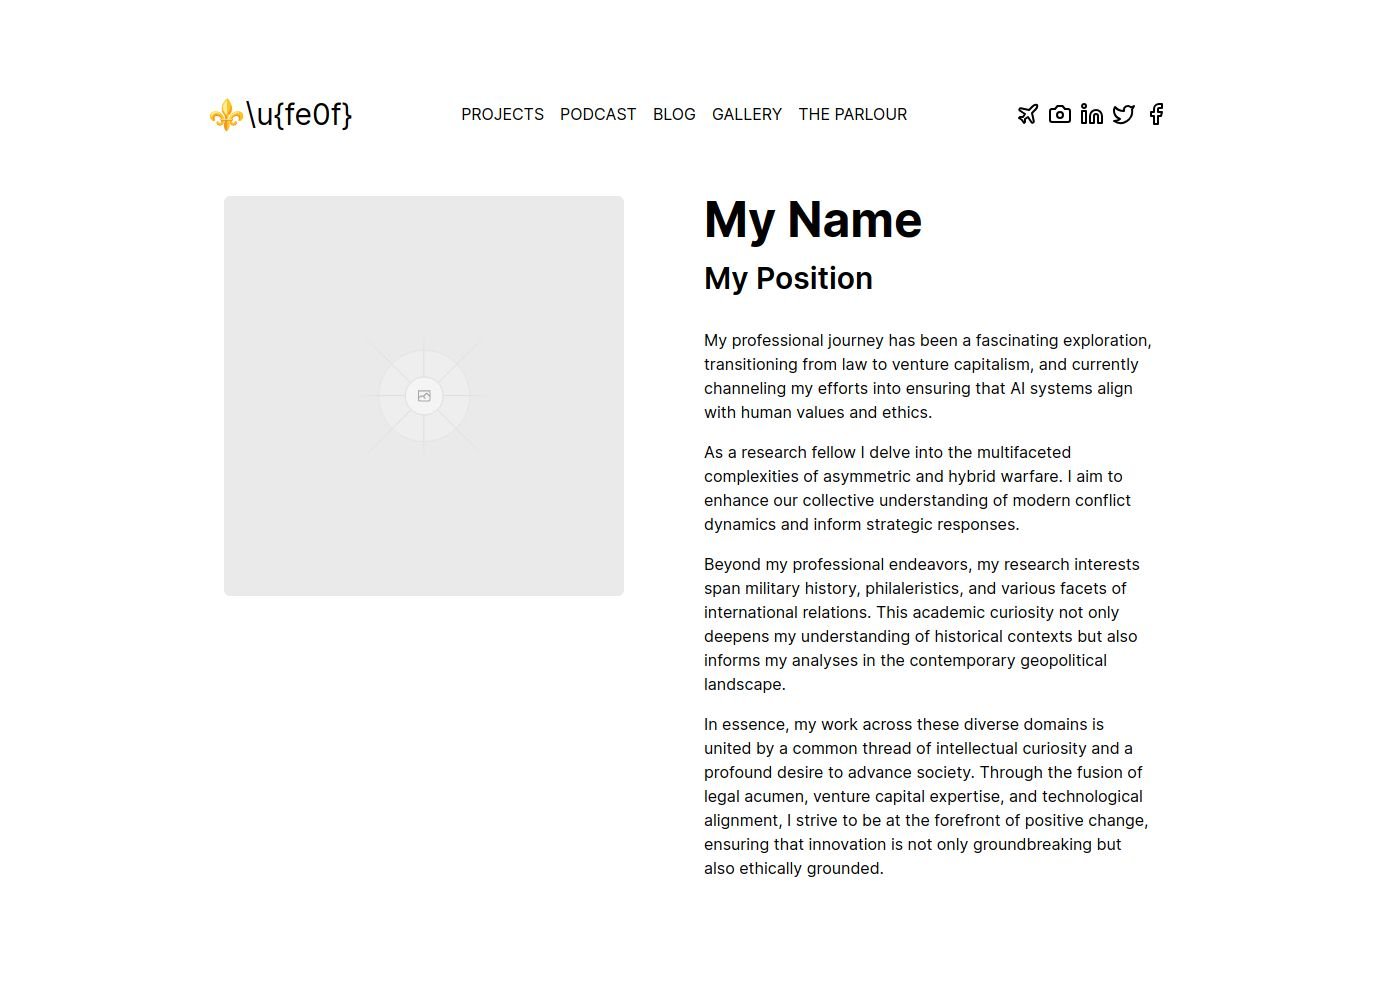 ⚜\u{fe0f}
PROJECTS PODCAST BLOG GALLERY THE PARLOUR
My Name
My Position
My professional journey has been a fascinating exploration,
transitioning from law to venture capitalism, and currently
channeling my efforts into ensuring that AI systems align
with human values and ethics.
As a research fellow I delve into the multifaceted
complexities of asymmetric and hybrid warfare. I aim to
enhance our collective understanding of modern conflict
dynamics and inform strategic responses.
Beyond my professional endeavors, my research interests
span military history, philaleristics, and various facets of
international relations. This academic curiosity not only
deepens my understanding of historical contexts but also
informs my analyses in the contemporary geopolitical
landscape.
In essence, my work across these diverse domains is
united by a common thread of intellectual curiosity and a
profound desire to advance society. Through the fusion of
legal acumen, venture capital expertise, and technological
alignment, I strive to be at the forefront of positive change,
ensuring that innovation is not only groundbreaking but
also ethically grounded.